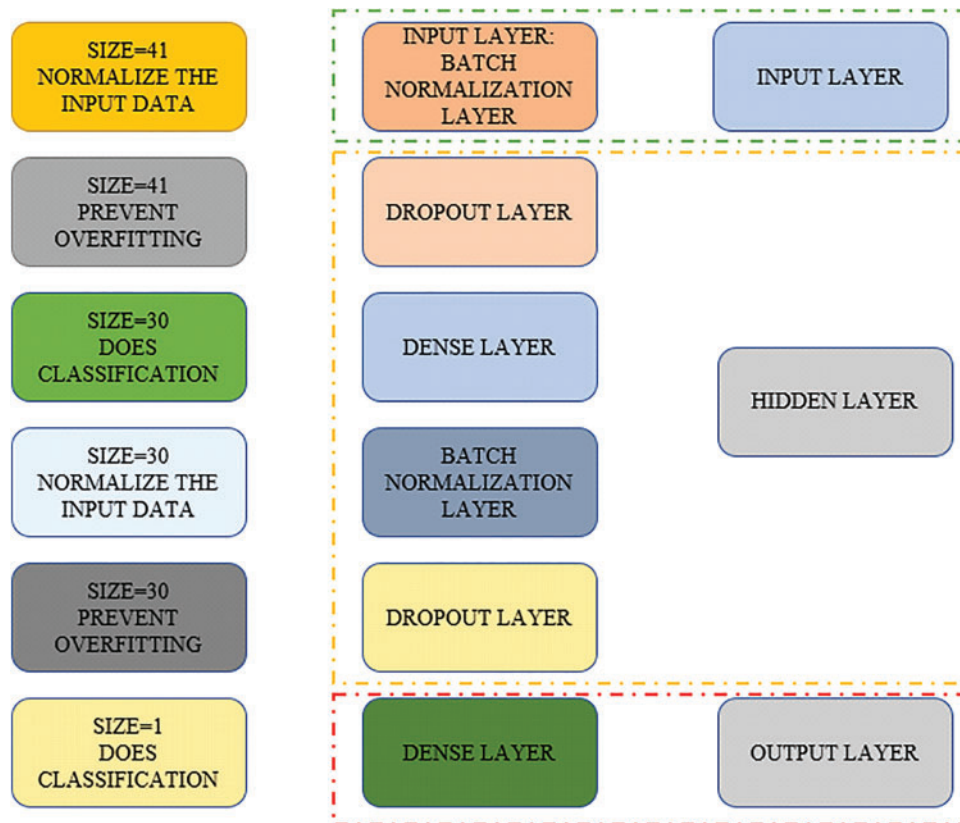 SIZE=41
NORMALIZE THE
INPUT DATA
INPUT LAYER:
BATCH
NORMALIZATION
LAYER
INPUT LAYER
SIZE=41
PREVENT
OVERFITTING
DROPOUT LAYER
SIZE=30
DOES
CLASSIFICATION
DENSE LAYER
HIDDEN LAYER
SIZE=30
NORMALIZE THE
INPUT DATA
BATCH
NORMALIZATION
LAYER
SIZE=30
PREVENT
OVERFITTING
DROPOUT LAYER
SIZE=1
DOES
CLASSIFICATION
DENSE LAYER
OUTPUT LAYER